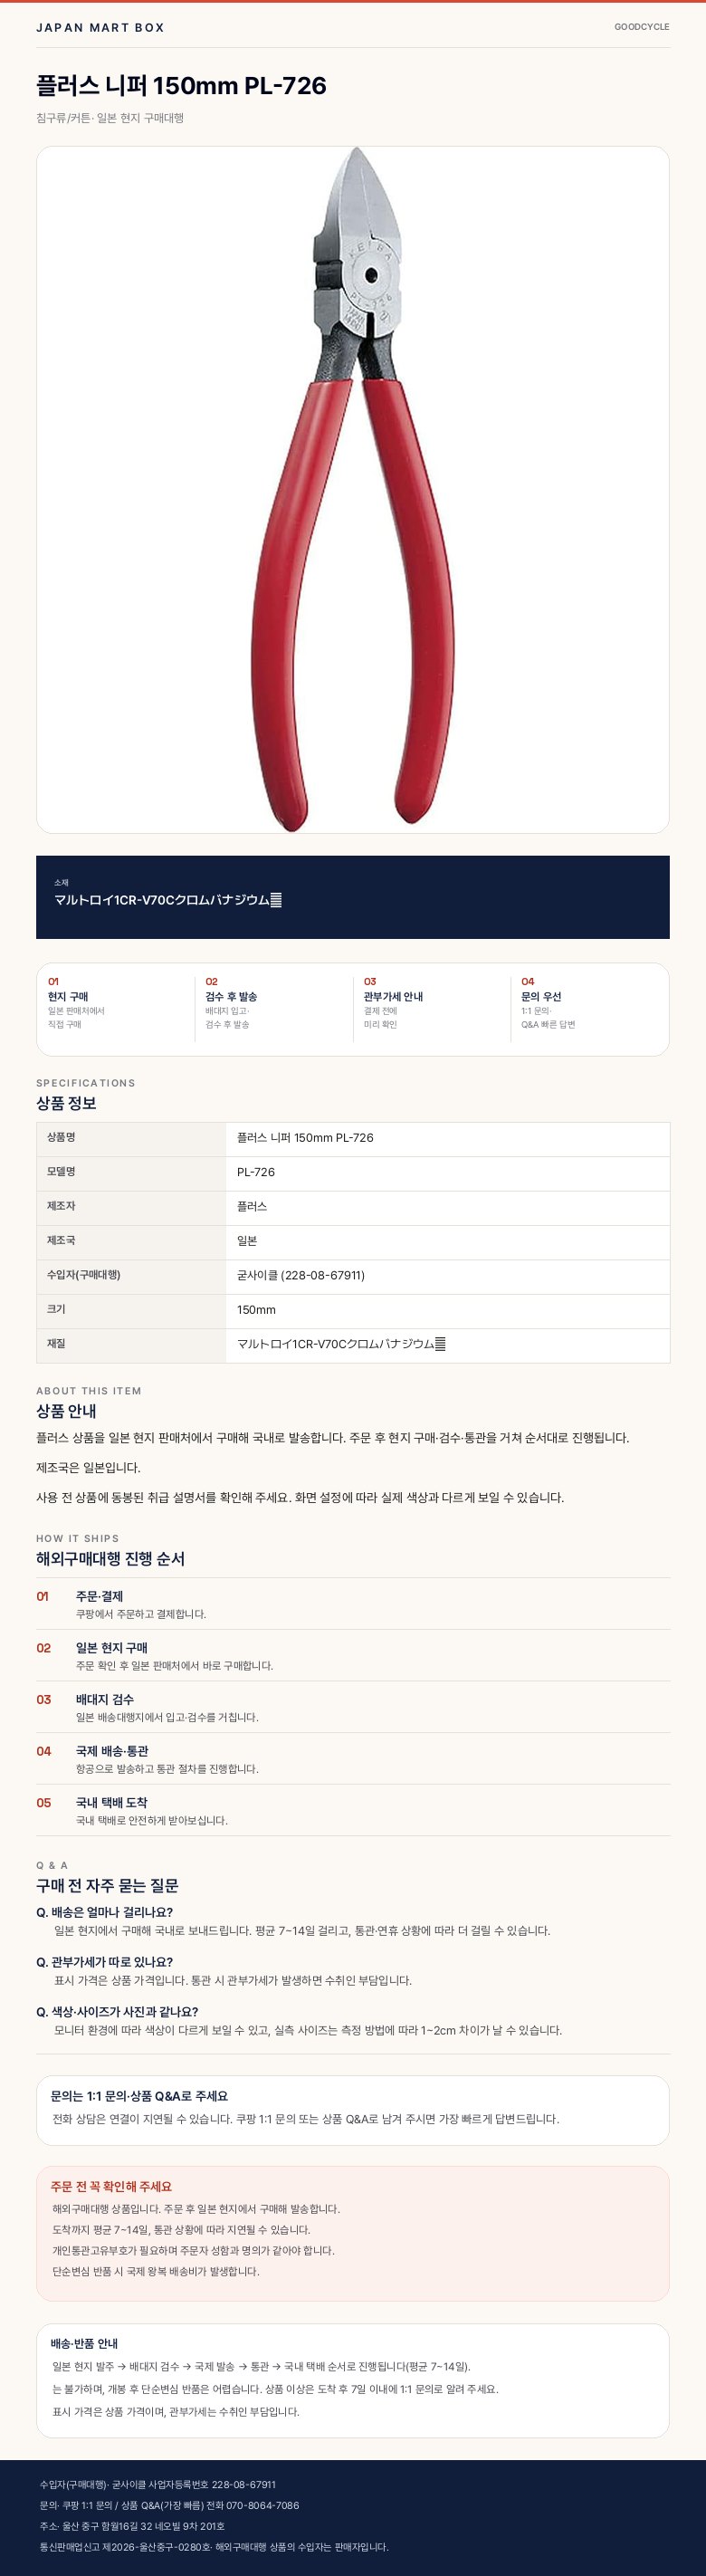 JAPAN MART BOX
GOODCYCLE
플러스 니퍼 150mm PL-726
침구류/커튼· 일본 현지 구매대행
KEIBA
PL-726
소재
マルトロイ1CR-V70Cクロムバナジウム
01
현지 구매
일본 판매처에서
직접 구매
02
검수 후 발송
배대지 입고·
검수 후 발송
03
관부가세 안내
결제 전에
미리 확인
04
문의 우선
1:1 문의·
Q&A 빠른 답변
SPECIFICATIONS
상품 정보
상품명 플러스 니퍼 150mm PL-726
모델명 PL-726
제조자 플러스
제조국 일본
수입자(구매대행) 굳사이클 (228-08-67911)
크기 150mm
재질 マルトロイ1CR-V70Cクロムバナジウム
ABOUT THIS ITEM
상품 안내
플러스 상품을 일본 현지 판매처에서 구매해 국내로 발송합니다. 주문 후 현지 구매·검수·통관을 거쳐 순서대로 진행됩니다.
제조국은 일본입니다.
사용 전 상품에 동봉된 취급 설명서를 확인해 주세요. 화면 설정에 따라 실제 색상과 다르게 보일 수 있습니다.
HOW IT SHIPS
해외구매대행 진행 순서
01 주문·결제
쿠팡에서 주문하고 결제합니다.
02 일본 현지 구매
주문 확인 후 일본 판매처에서 바로 구매합니다.
03 배대지 검수
일본 배송대행지에서 입고·검수를 거칩니다.
04 국제 배송·통관
항공으로 발송하고 통관 절차를 진행합니다.
05 국내 택배 도착
국내 택배로 안전하게 받아보십니다.
Q & A
구매 전 자주 묻는 질문
Q. 배송은 얼마나 걸리나요?
일본 현지에서 구매해 국내로 보내드립니다. 평균 7~14일 걸리고, 통관·연휴 상황에 따라 더 걸릴 수 있습니다.
Q. 관부가세가 따로 있나요?
표시 가격은 상품 가격입니다. 통관 시 관부가세가 발생하면 수취인 부담입니다.
Q. 색상·사이즈가 사진과 같나요?
모니터 환경에 따라 색상이 다르게 보일 수 있고, 실측 사이즈는 측정 방법에 따라 1~2cm 차이가 날 수 있습니다.
문의는 1:1 문의·상품 Q&A로 주세요
전화 상담은 연결이 지연될 수 있습니다. 쿠팡 1:1 문의 또는 상품 Q&A로 남겨 주시면 가장 빠르게 답변드립니다.
주문 전 꼭 확인해 주세요
해외구매대행 상품입니다. 주문 후 일본 현지에서 구매해 발송합니다.
도착까지 평균 7~14일, 통관 상황에 따라 지연될 수 있습니다.
개인통관고유부호가 필요하며 주문자 성함과 명의가 같아야 합니다.
단순변심 반품 시 국제 왕복 배송비가 발생합니다.
배송·반품 안내
일본 현지 발주 → 배대지 검수 → 국제 발송 → 통관 → 국내 택배 순서로 진행됩니다(평균 7~14일).
는 불가하며, 개봉 후 단순변심 반품은 어렵습니다. 상품 이상은 도착 후 7일 이내에 1:1 문의로 알려 주세요.
표시 가격은 상품 가격이며, 관부가세는 수취인 부담입니다.
수입자(구매대행)· 굳사이클 사업자등록번호 228-08-67911
문의· 쿠팡 1:1 문의 / 상품 Q&A(가장 빠름) 전화 070-8064-7086
주소· 울산 중구 함월16길 32 네오빌 9차 201호
통신판매업신고 제2026-울산중구-0280호· 해외구매대행 상품의 수입자는 판매자입니다.